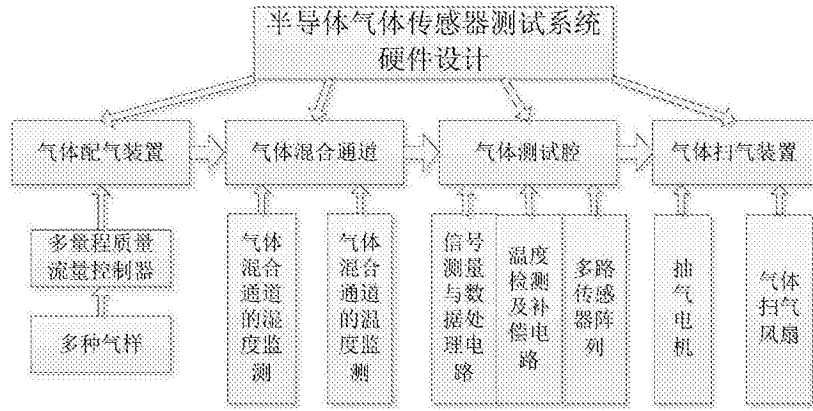 半导体气体传感器测试系统
硬件设计
气体配气装置
气体混合通道
气体测试腔
气体扫气装置
多量程质量
流量控制器
多种气样
气体
混合
通道
的湿
度监
测
气体
混合
通道
的温
度监
测
信号
测量
与数
据处
理电
路
温度
检测
及补
偿电
路
多路
传感
器阵
列
抽
气
电
机
气体
扫气
风扇